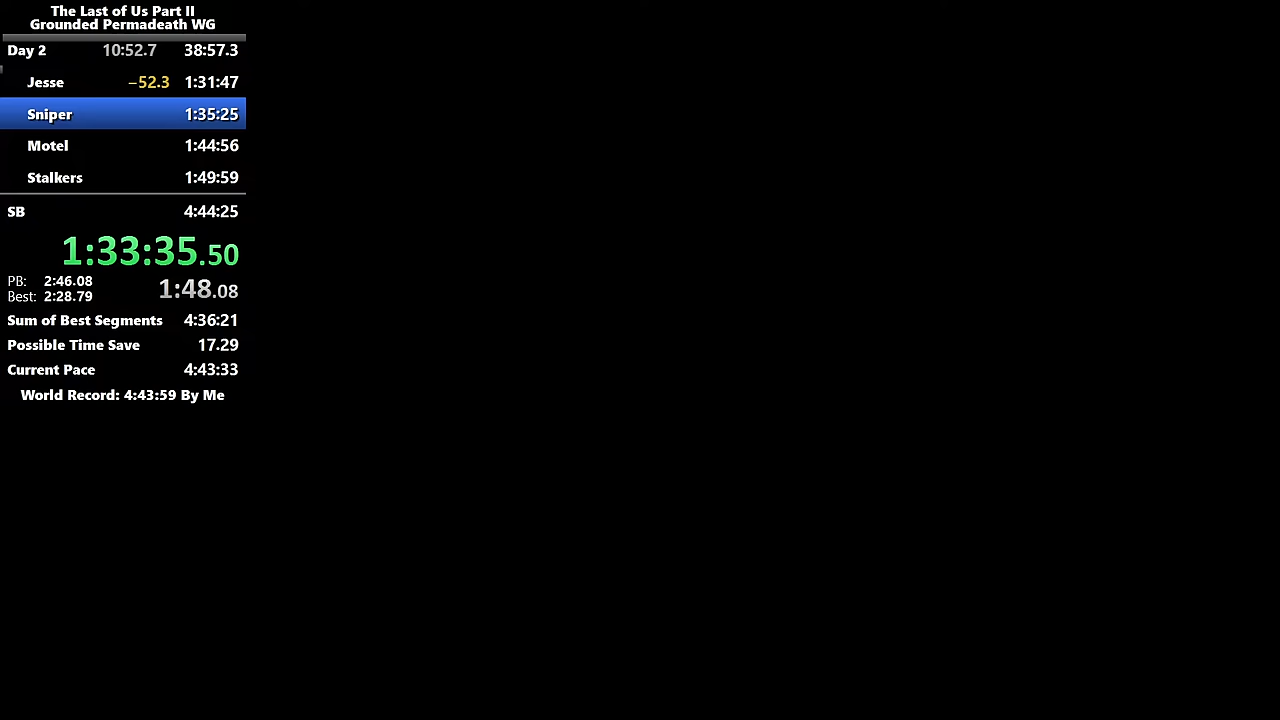 The Last of Us Part II
Grounded Permadeath WG
Day 2 10:52.7 38:57.3
Jesse −52.3 1:31:47
Sniper 1:35:25
Motel 1:44:56
Stalkers 1:49:59
SB 4:44:25
1:33:35.50
PB: 2:46.08
Best: 2:28.79
1:48.08
Sum of Best Segments 4:36:21
Possible Time Save 17.29
Current Pace 4:43:33
World Record: 4:43:59 By Me